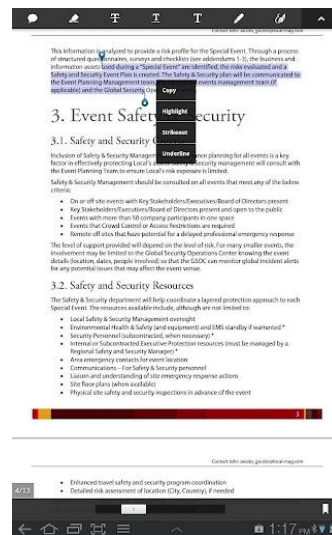 This information is analyzed to provide a risk profile for the Special Event. Through a process
of structured questionnaires, surveys and checklists (see addendums 1-3), the business and
information assets used during a "Special Event" are identified, the risks evaluated and a
Safety and Security Event Plan is created. The Safety & Security plan will be communicated to
the Event Planning Management team, events management team (if
applicable) and the Global Security Ope
Copy
Highlight
Strikeout
Underline
3. Event Safety Security
3.1. Safety and Security
Inclusion of Safety & Security Manage ance planning for all events is a key
factor in effectively protecting Local's security management will consult with
the Event Planning Team to ensure Local's risk exposure is limited.
Safety & Security Management should be consulted on all events that meet any of the below
criteria:
• On or off site events with Key Stakeholders/Executives/Board of Directors present
• Key Stakeholders/Executives/Board of Directors present and open to the public
• Events with more than 50 company participants in one space
• Events that Crowd Control or Access Restrictions are required
• Remote off sites that have potential for a delayed professional emergency response
The level of support provided will depend on the level of risk. For many smaller events, the
involvement may be limited to the Global Security Operations Center knowing the event
details (location, dates, people involved) so that the GSOC can monitor global incident alerts
for any potential issues that may affect the event venue.
3.2. Safety and Security Resources
The Safety & Security department will help coordinate a layered protection approach to each
Special Event. The resources available include, although are not limited to:
• Local Safety & Security Management oversight
• Environmental Health & Safety (and equipment) and EMS standby if warranted *
• Security Personnel (subcontracted, when necessary) *
• Internal or Subcontracted Executive Protection resources (must be managed by a
Regional Safety and Security Manager) *
• Area emergency contacts for event location
• Communications – For Safety & Security personnel
• Liaison and understanding of site emergency response actions
• Site floor plans (when available)
• Physical site safety and security inspections in advance of the event
3
• Enhanced travel safety and security program coordination
• Detailed risk assessment of location (City, Country), if needed
4/13
3
1:17 PM